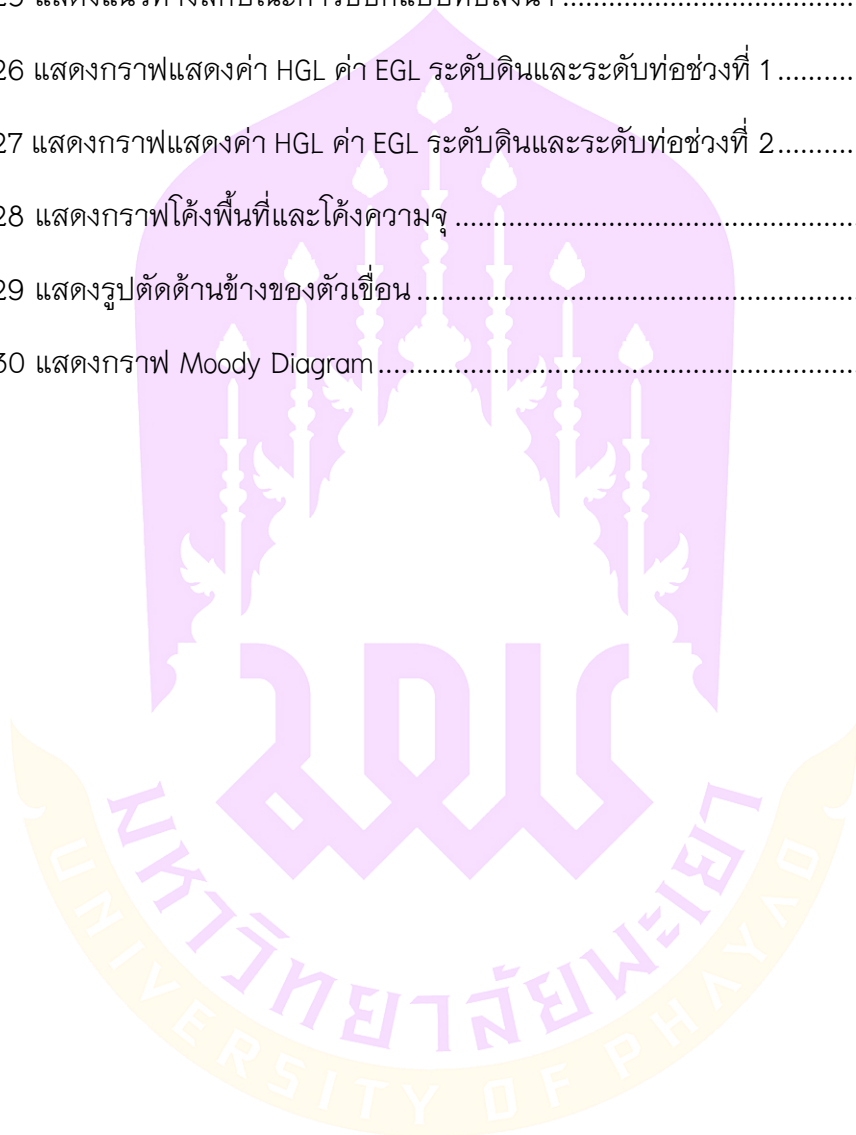 26 แสดงกราฟแสดงค่า HGL ค่า EGL ระดับดินและระดับท่อช่วงที่ 1 ..........
27 แสดงกราฟแสดงค่า HGL ค่า EGL ระดับดินและระดับท่อช่วงที่ 2 ..........
28 แสดงกราฟโค้งพื้นที่และโค้งความจุ ..........
29 แสดงรูปตัดด้านข้างของตัวเขื่อน ..........
30 แสดงกราฟ Moody Diagram ..........
มหาวิทยาลัยพะเยา
UNIVERSITY OF PHAYAO